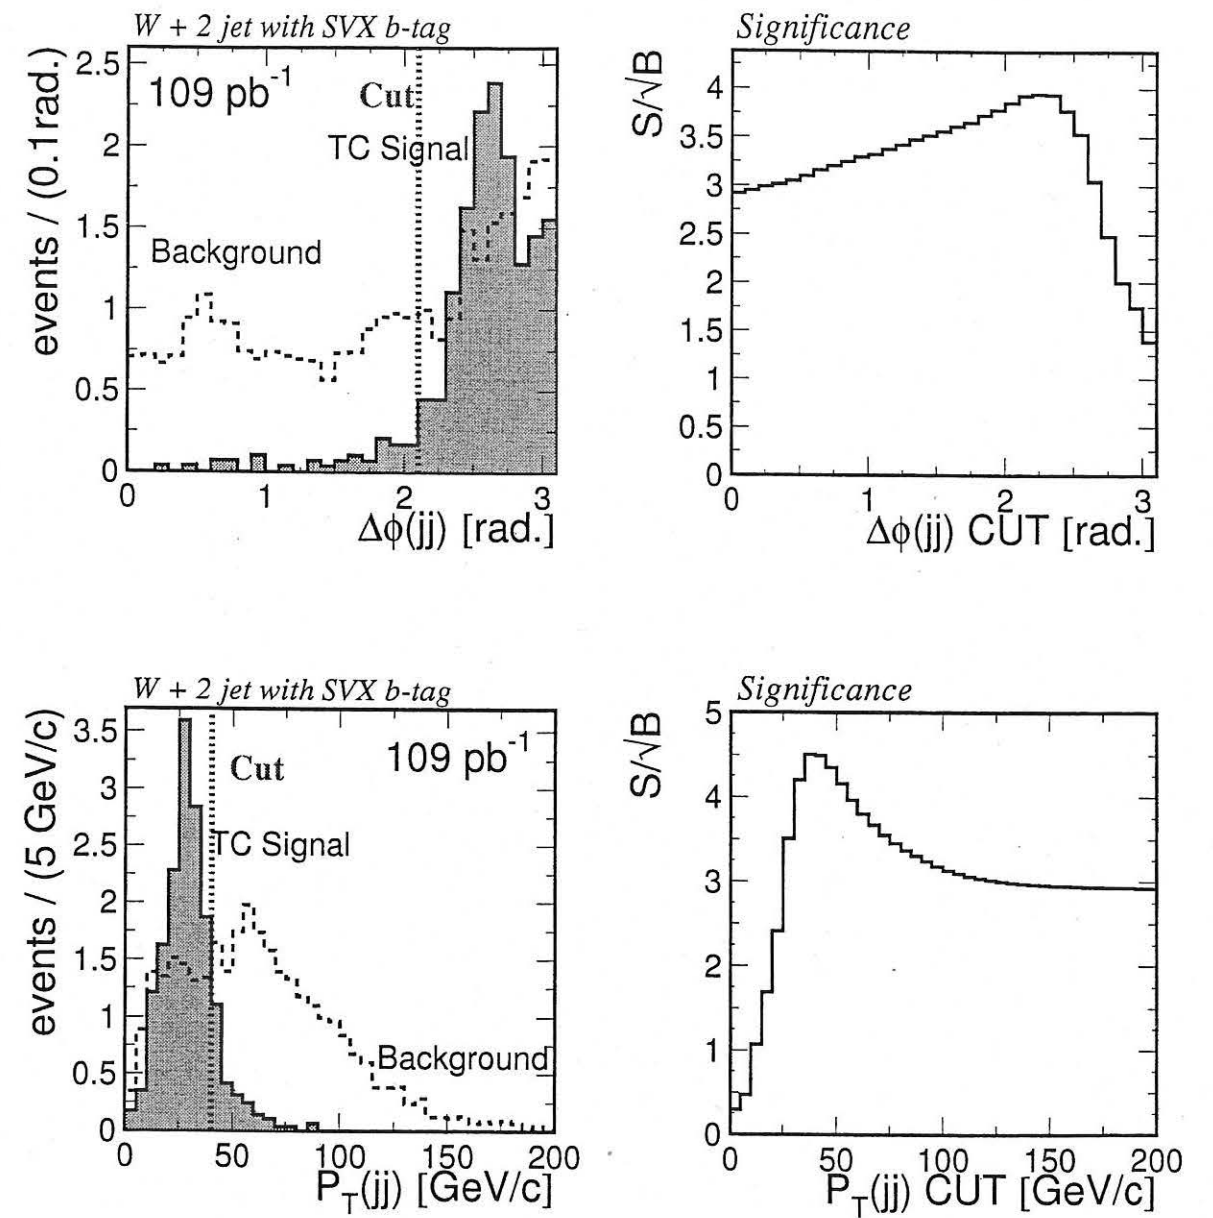 W + 2 jet with SVX b-tag
events / (0.1rad.)
2.5
2
1.5
1
0.5
0
109 pb-1
Cut
TC Signal
Background
0 1 2 3
Δϕ(jj) [rad.]
Significance
S/√B
4
3.5
3
2.5
2
1.5
1
0.5
0
0 1 2 3
Δϕ(jj) CUT [rad.]
W + 2 jet with SVX b-tag
events / (5 GeV/c)
3.5
3
2.5
2
1.5
1
0.5
0
109 pb-1
Cut
TC Signal
Background
0 50 100 150 200
PT(jj) [GeV/c]
Significance
S/√B
5
4
3
2
1
0
0 50 100 150 200
PT(jj) CUT [GeV/c]